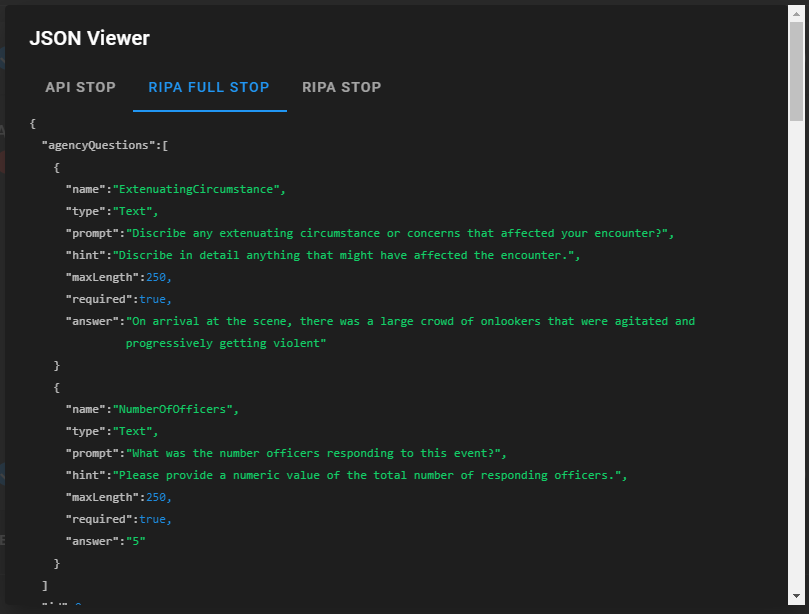 JSON Viewer
API STOP RIPA FULL STOP RIPA STOP
{
"agencyQuestions":[
{
"name":"ExtenuatingCircumstance",
"type":"Text",
"prompt":"Discribe any extenuating circumstance or concerns that affected your encounter?",
"hint":"Discribe in detail anything that might have affected the encounter.",
"maxLength":250,
"required":true,
"answer":"On arrival at the scene, there was a large crowd of onlookers that were agitated and
progressively getting violent"
}
{
"name":"NumberOfOfficers",
"type":"Text",
"prompt":"What was the number officers responding to this event?",
"hint":"Please provide a numeric value of the total number of responding officers.",
"maxLength":250,
"required":true,
"answer":"5"
}
]